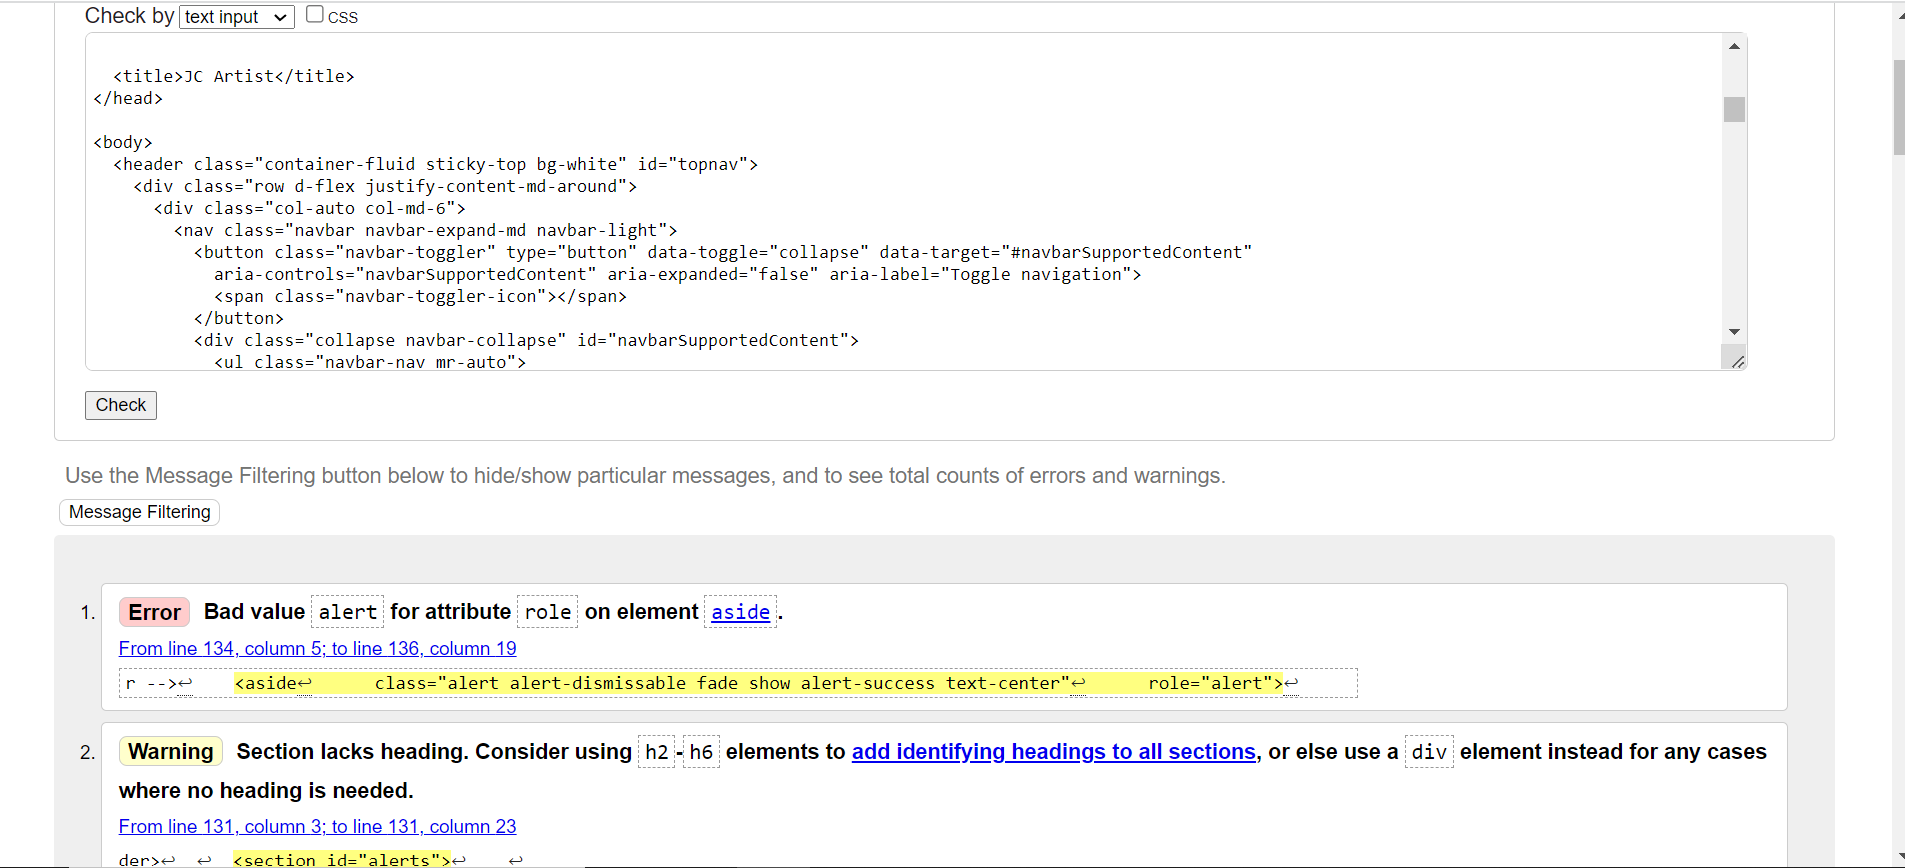 Check by text input CSS
<title>JC Artist</title>
</head>
<body>
<header class="container-fluid sticky-top bg-white" id="topnav">
<div class="row d-flex justify-content-md-around">
<div class="col-auto col-md-6">
<nav class="navbar navbar-expand-md navbar-light">
<button class="navbar-toggler" type="button" data-toggle="collapse" data-target="#navbarSupportedContent"
aria-controls="navbarSupportedContent" aria-expanded="false" aria-label="Toggle navigation">
<span class="navbar-toggler-icon"></span>
</button>
<div class="collapse navbar-collapse" id="navbarSupportedContent">
<ul class="navbar-nav mr-auto">
Check
Use the Message Filtering button below to hide/show particular messages, and to see total counts of errors and warnings.
Message Filtering
1. Error Bad value alert for attribute role on element aside.
From line 134, column 5; to line 136, column 19
r -->↩ <aside↩ class="alert alert-dismissable fade show alert-success text-center"↩ role="alert">↩
2. Warning Section lacks heading. Consider using h2-h6 elements to add identifying headings to all sections, or else use a div element instead for any cases
where no heading is needed.
From line 131, column 3; to line 131, column 23
der>↩ ↩ <section id="alerts">↩ ↩